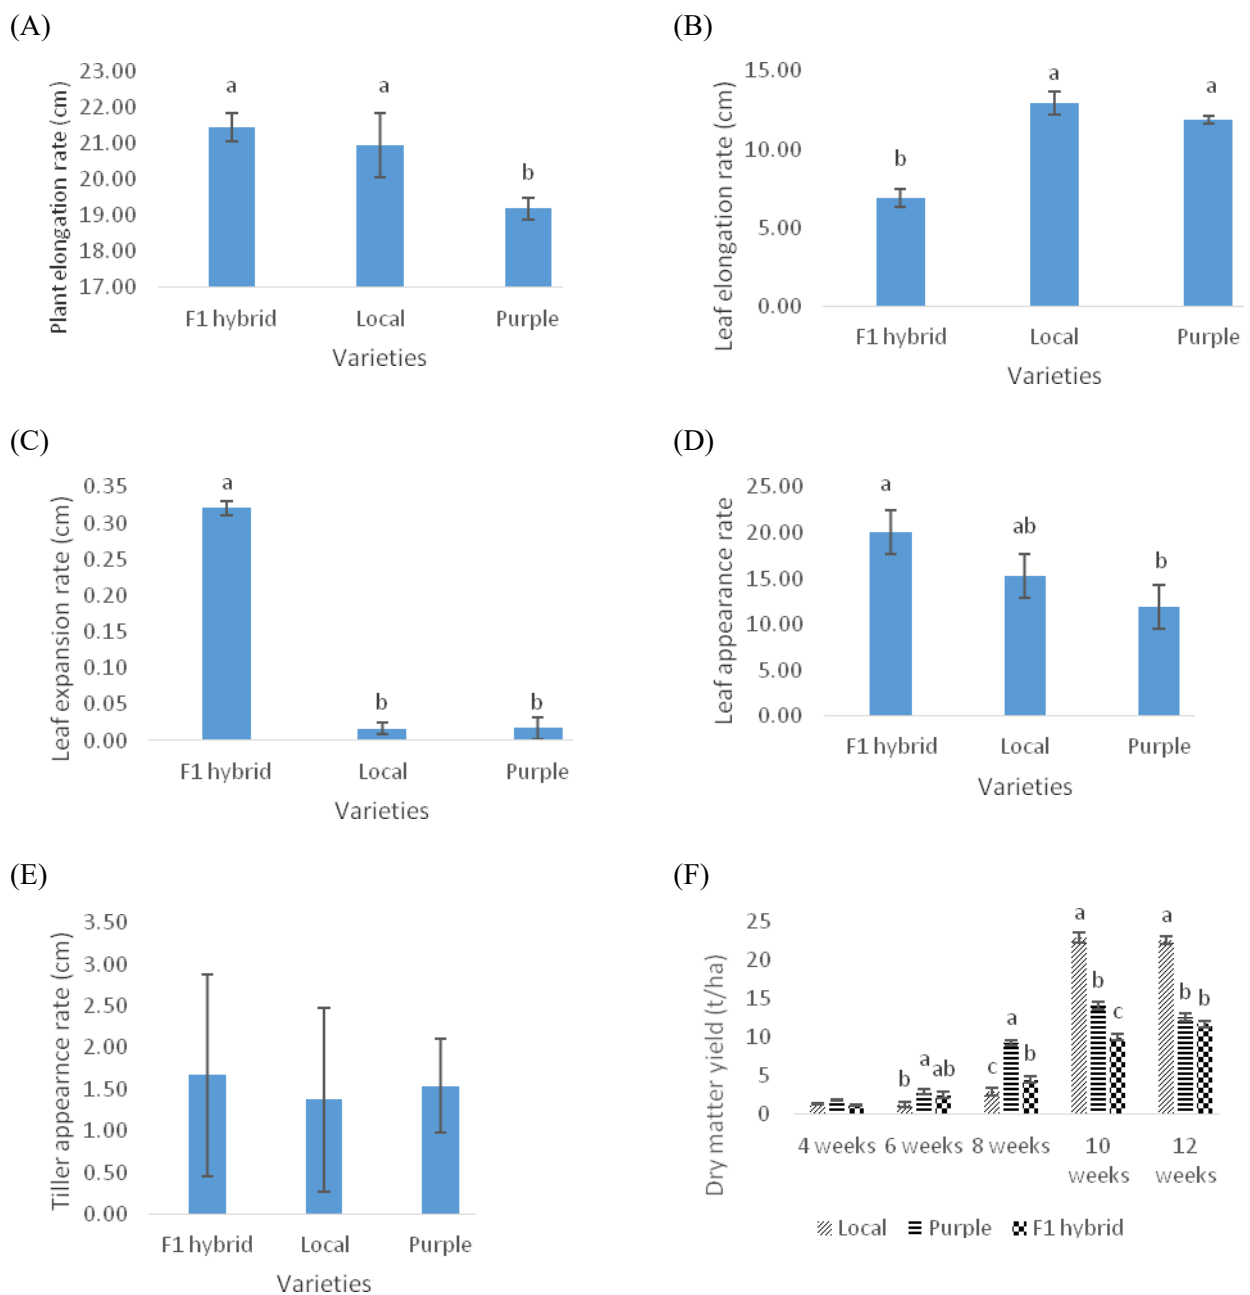 (A)
Plant elongation rate (cm)
23.00
22.00
21.00
20.00
19.00
18.00
17.00
a
a
b
F1 hybrid
Local
Purple
Varieties
(B)
Leaf elongation rate (cm)
15.00
10.00
5.00
0.00
b
a
a
F1 hybrid
Local
Purple
Varieties
(C)
Leaf expansion rate (cm)
0.35
0.30
0.25
0.20
0.15
0.10
0.05
0.00
a
b
b
F1 hybrid
Local
Purple
Varieties
(D)
Leaf appearance rate
25.00
20.00
15.00
10.00
5.00
0.00
a
ab
b
F1 hybrid
Local
Purple
Varieties
(E)
Tiller appearnce rate (cm)
3.50
3.00
2.50
2.00
1.50
1.00
0.50
0.00
F1 hybrid
Local
Purple
Varieties
(F)
Dry matter yield (t/ha)
25
20
15
10
5
0
b
a
ab
c
a
b
a
b
c
a
b
b
4 weeks
6 weeks
8 weeks
10
weeks
12
weeks
Local
Purple
F1 hybrid